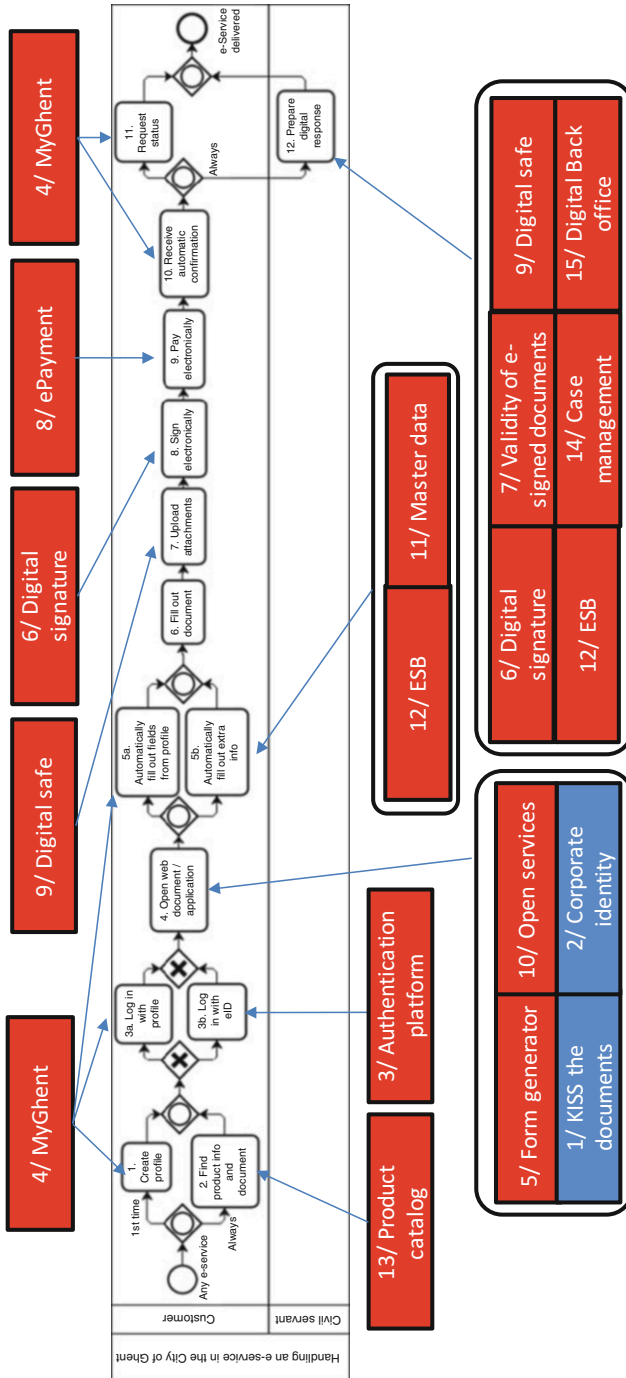 4/ MyGhent
9/ Digital safe
6/ Digital
signature
8/ ePayment
4/ MyGhent
Handling an e-service in the City of Ghent
Customer
Civil servant
Any e-service
1st time
Always
1.
Create
profile
2. Find
product info
and
document
3a. Log in
with
profile
3b. Log
in with
eID
4. Open web
document /
application
5a.
Automatically
fill out fields
from profile
5b.
Automatically
fill out extra
info
6. Fill out
document
7. Upload
attachments
8. Sign
electronically
9. Pay
electronically
10. Receive
automatic
confirmation
11.
Request
status
Always
12. Prepare
digital
response
e-Service
delivered
13/ Product
catalog
3/ Authentication
platform
5/ Form generator
10/ Open services
1/ KISS the
documents
2/ Corporate
identity
12/ ESB
11/ Master data
6/ Digital
signature
7/ Validity of e-
signed documents
9/ Digital safe
12/ ESB
14/ Case
management
15/ Digital Back
office